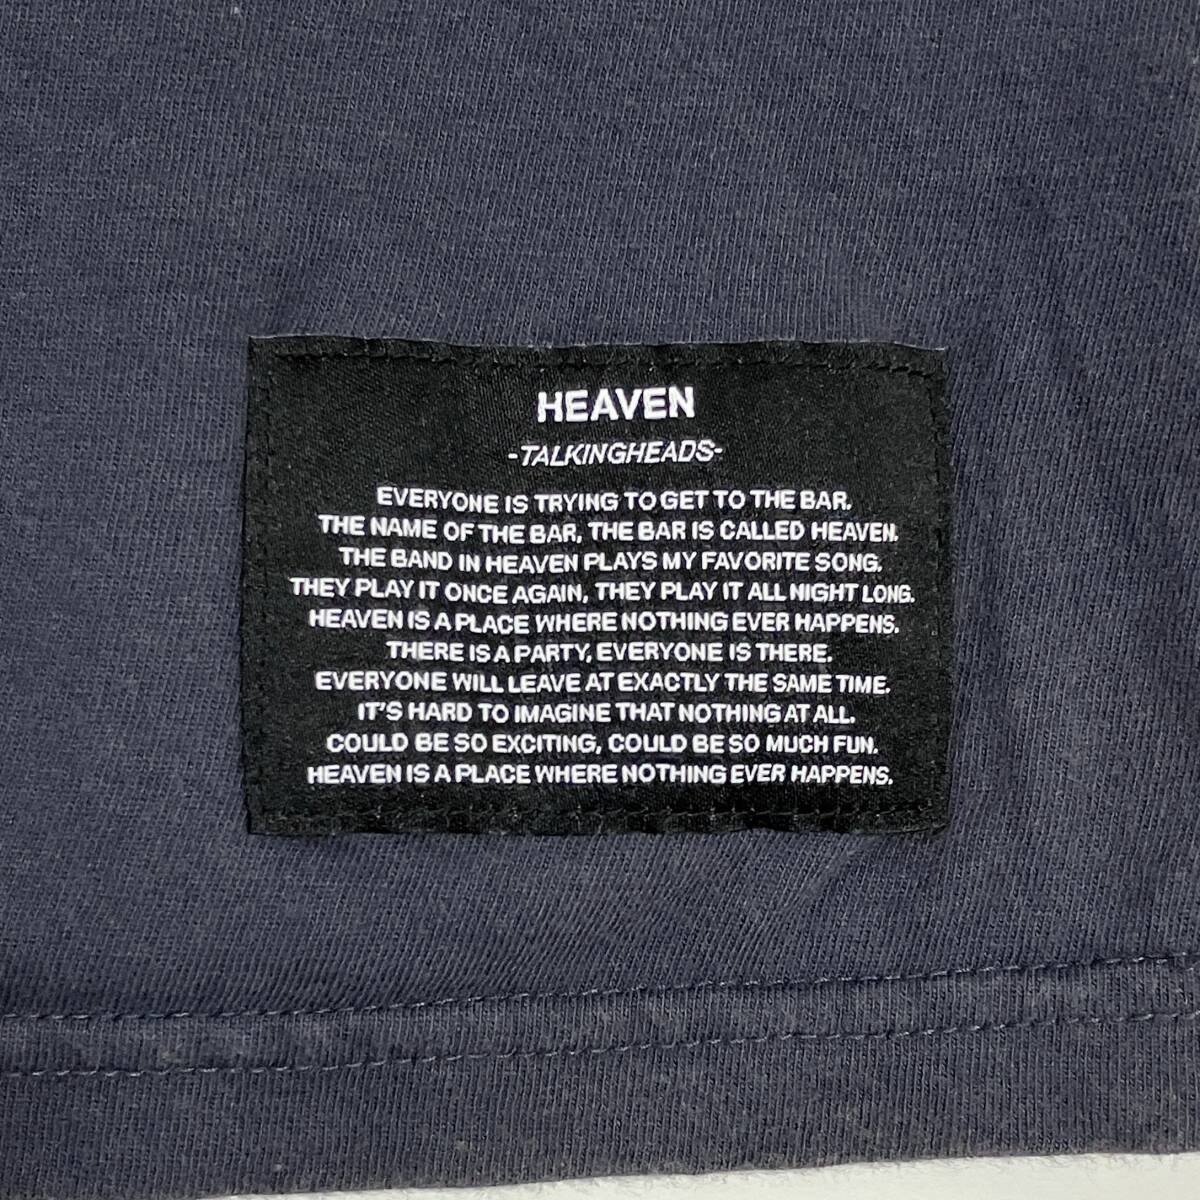 HEAVEN
-TALKINGHEADS-
EVERYONE IS TRYING TO GET TO THE BAR.
THE NAME OF THE BAR, THE BAR IS CALLED HEAVEN.
THE BAND IN HEAVEN PLAYS MY FAVORITE SONG.
THEY PLAY IT ONCE AGAIN, THEY PLAY IT ALL NIGHT LONG.
HEAVEN IS A PLACE WHERE NOTHING EVER HAPPENS.
THERE IS A PARTY, EVERYONE IS THERE.
EVERYONE WILL LEAVE AT EXACTLY THE SAME TIME.
IT'S HARD TO IMAGINE THAT NOTHING AT ALL.
COULD BE SO EXCITING, COULD BE SO MUCH FUN.
HEAVEN IS A PLACE WHERE NOTHING EVER HAPPENS.